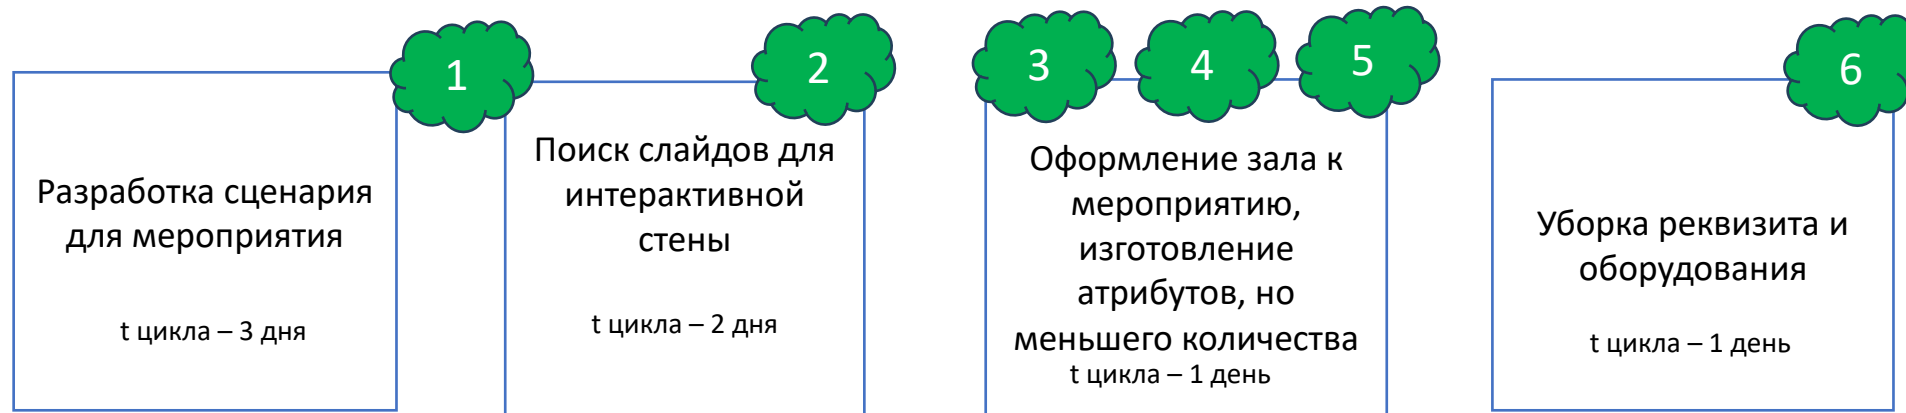 1
Разработка сценария
для мероприятия
t цикла – 3 дня
2
Поиск слайдов для
интерактивной
стены
t цикла – 2 дня
3
4
5
Оформление зала к
мероприятию,
изготовление
атрибутов, но
меньшего количества
t цикла – 1 день
6
Уборка реквизита и
оборудования
t цикла – 1 день